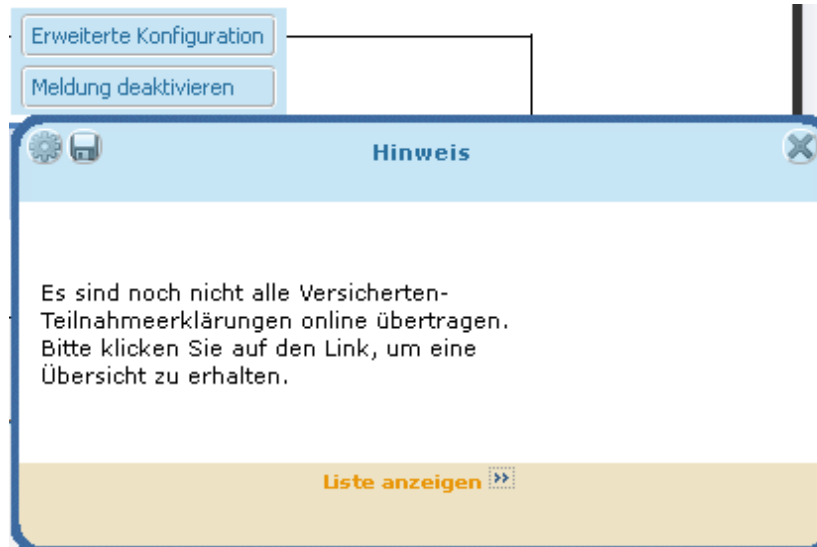 Erweiterte Konfiguration
Meldung deaktivieren
Hinweis
Es sind noch nicht alle Versicherten-
Teilnahmeerklärungen online übertragen.
Bitte klicken Sie auf den Link, um eine
Übersicht zu erhalten.
Liste anzeigen »